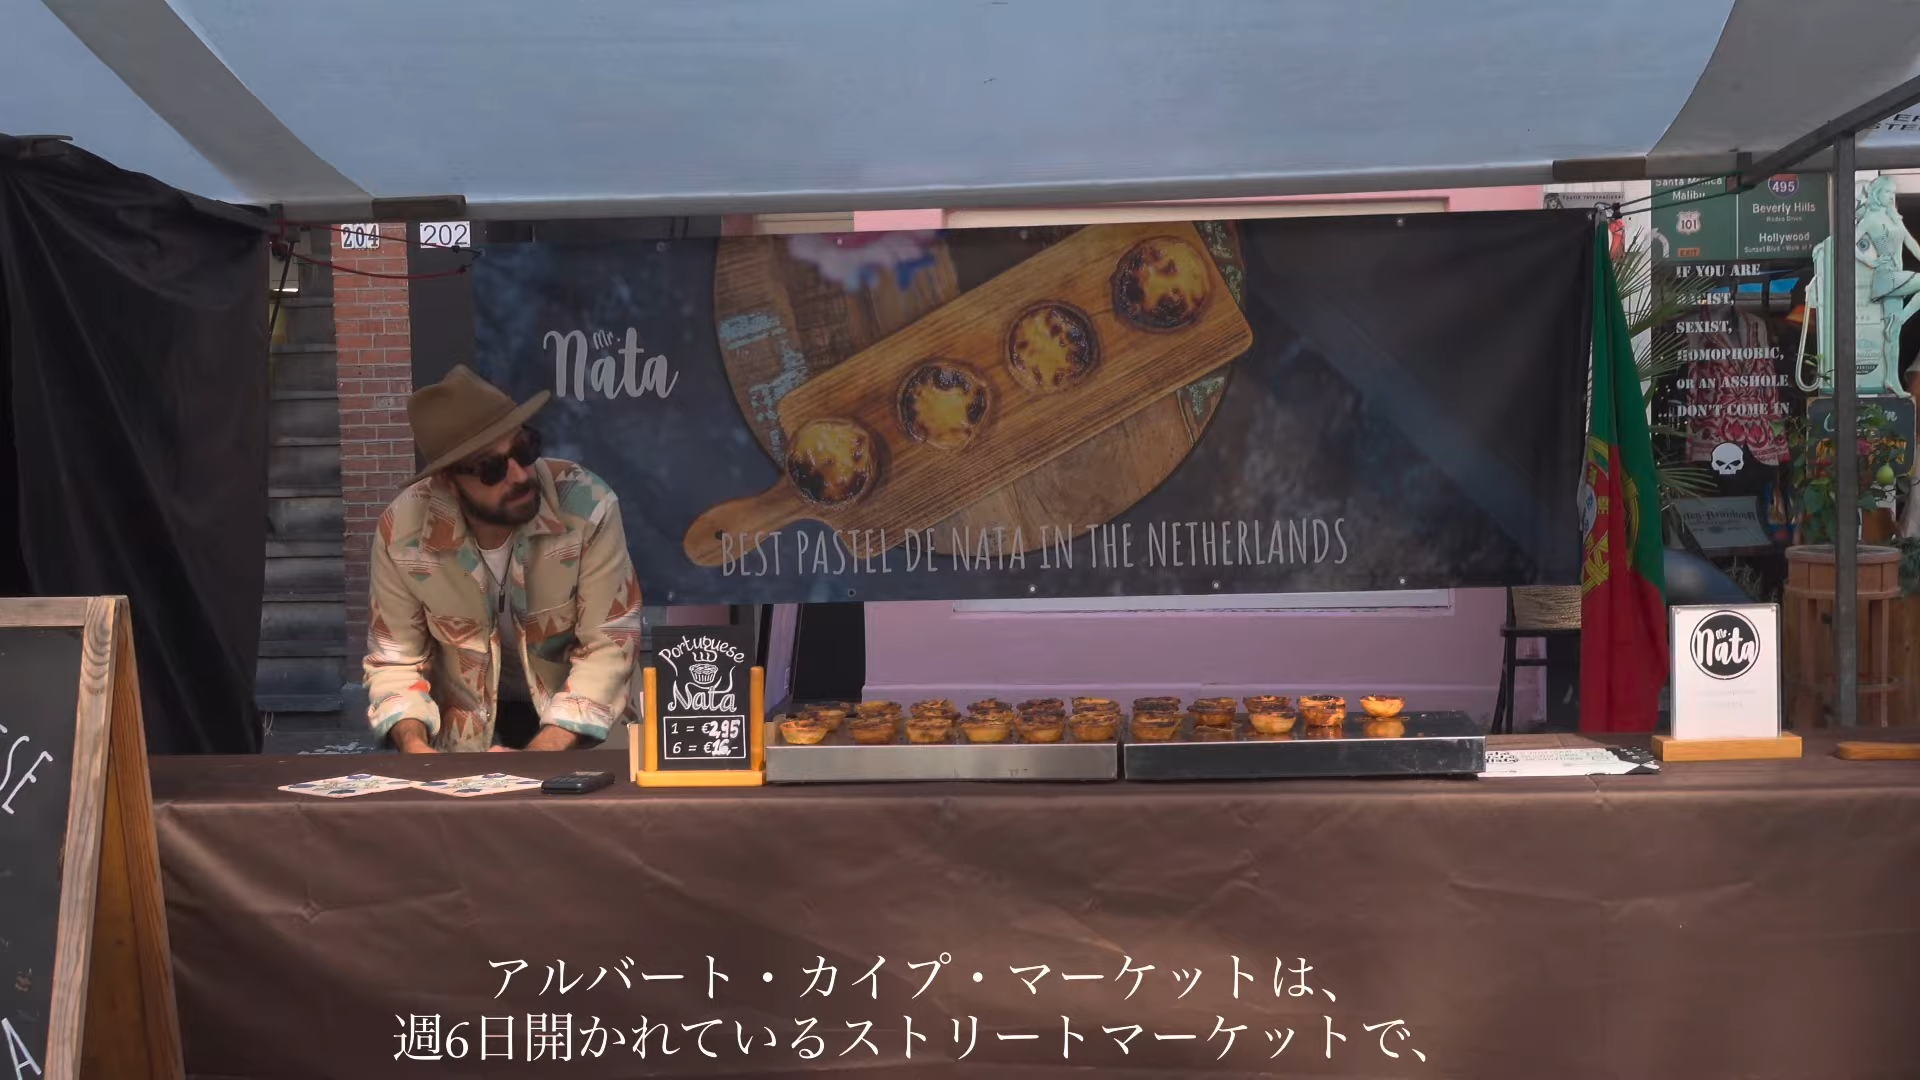 204
202
Mr.
Nata
BEST PASTEL DE NATA IN THE NETHERLANDS
Santa Monica
Malibu
101
EXIT
495
Beverly Hills
Rodeo Drive
Hollywood
IF YOU ARE
RACIST,
SEXIST,
HOMOPHOBIC,
OR AN ASSHOLE
... DON'T COME IN
Portuguese
Nata
1 = €2,95
6 = €16,-
Mr.
Nata
SE
A
アルバート・カイプ・マーケットは、
週6日開かれているストリートマーケットで、